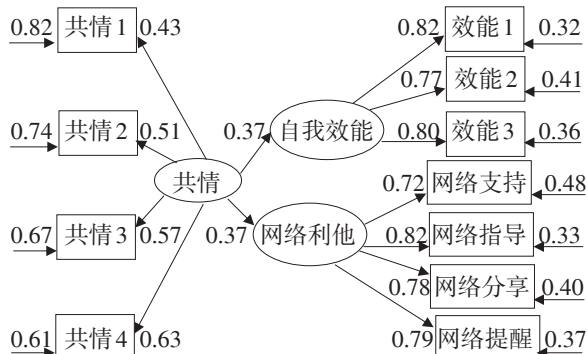 0.82 共情1 0.43
0.74 共情2 0.51
0.67 共情3 0.57
0.61 共情4 0.63
共情
0.37 自我效能
0.37 网络利他
0.82 效能1 0.32
0.77 效能2 0.41
0.80 效能3 0.36
0.72 网络支持 0.48
0.82 网络指导 0.33
0.78 网络分享 0.40
0.79 网络提醒 0.37